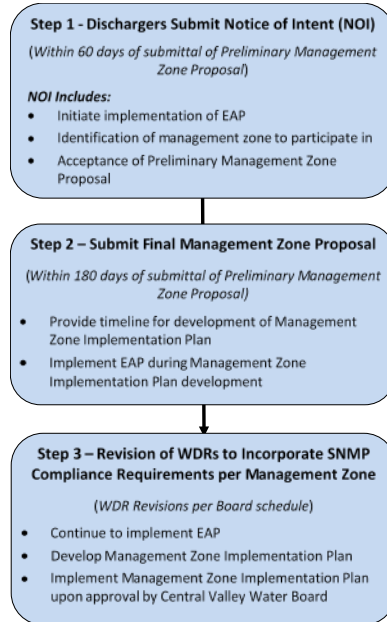 Step 1 - Dischargers Submit Notice of Intent (NOI)
(Within 60 days of submittal of Preliminary Management
Zone Proposal)
NOI Includes:
• Initiate implementation of EAP
• Identification of management zone to participate in
• Acceptance of Preliminary Management Zone
Proposal
Step 2 – Submit Final Management Zone Proposal
(Within 180 days of submittal of Preliminary Management
Zone Proposal)
• Provide timeline for development of Management
Zone Implementation Plan
• Implement EAP during Management Zone
Implementation Plan development
Step 3 – Revision of WDRs to Incorporate SNMP
Compliance Requirements per Management Zone
(WDR Revisions per Board schedule)
• Continue to implement EAP
• Develop Management Zone Implementation Plan
• Implement Management Zone Implementation Plan
upon approval by Central Valley Water Board